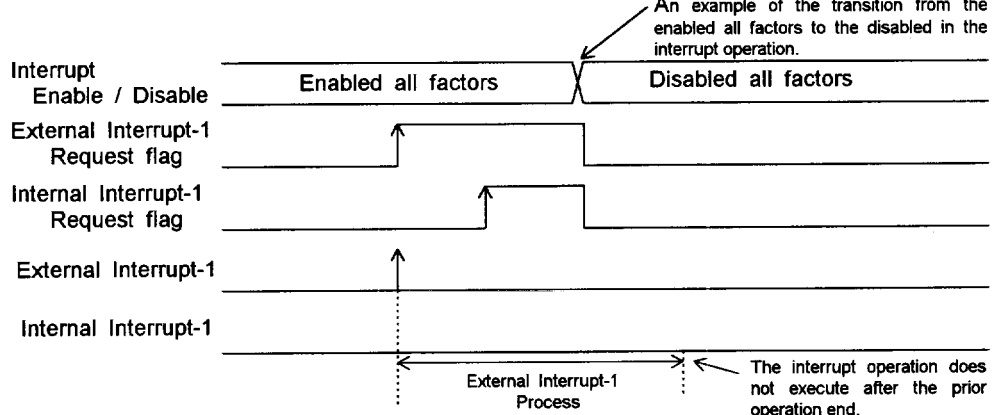 An example of the transition from the
enabled all factors to the disabled in the
interrupt operation.
Interrupt
Enable / Disable
Enabled all factors
Disabled all factors
External Interrupt-1
Request flag
Internal Interrupt-1
Request flag
External Interrupt-1
Internal Interrupt-1
External Interrupt-1
Process
The interrupt operation does
not execute after the prior
operation end.